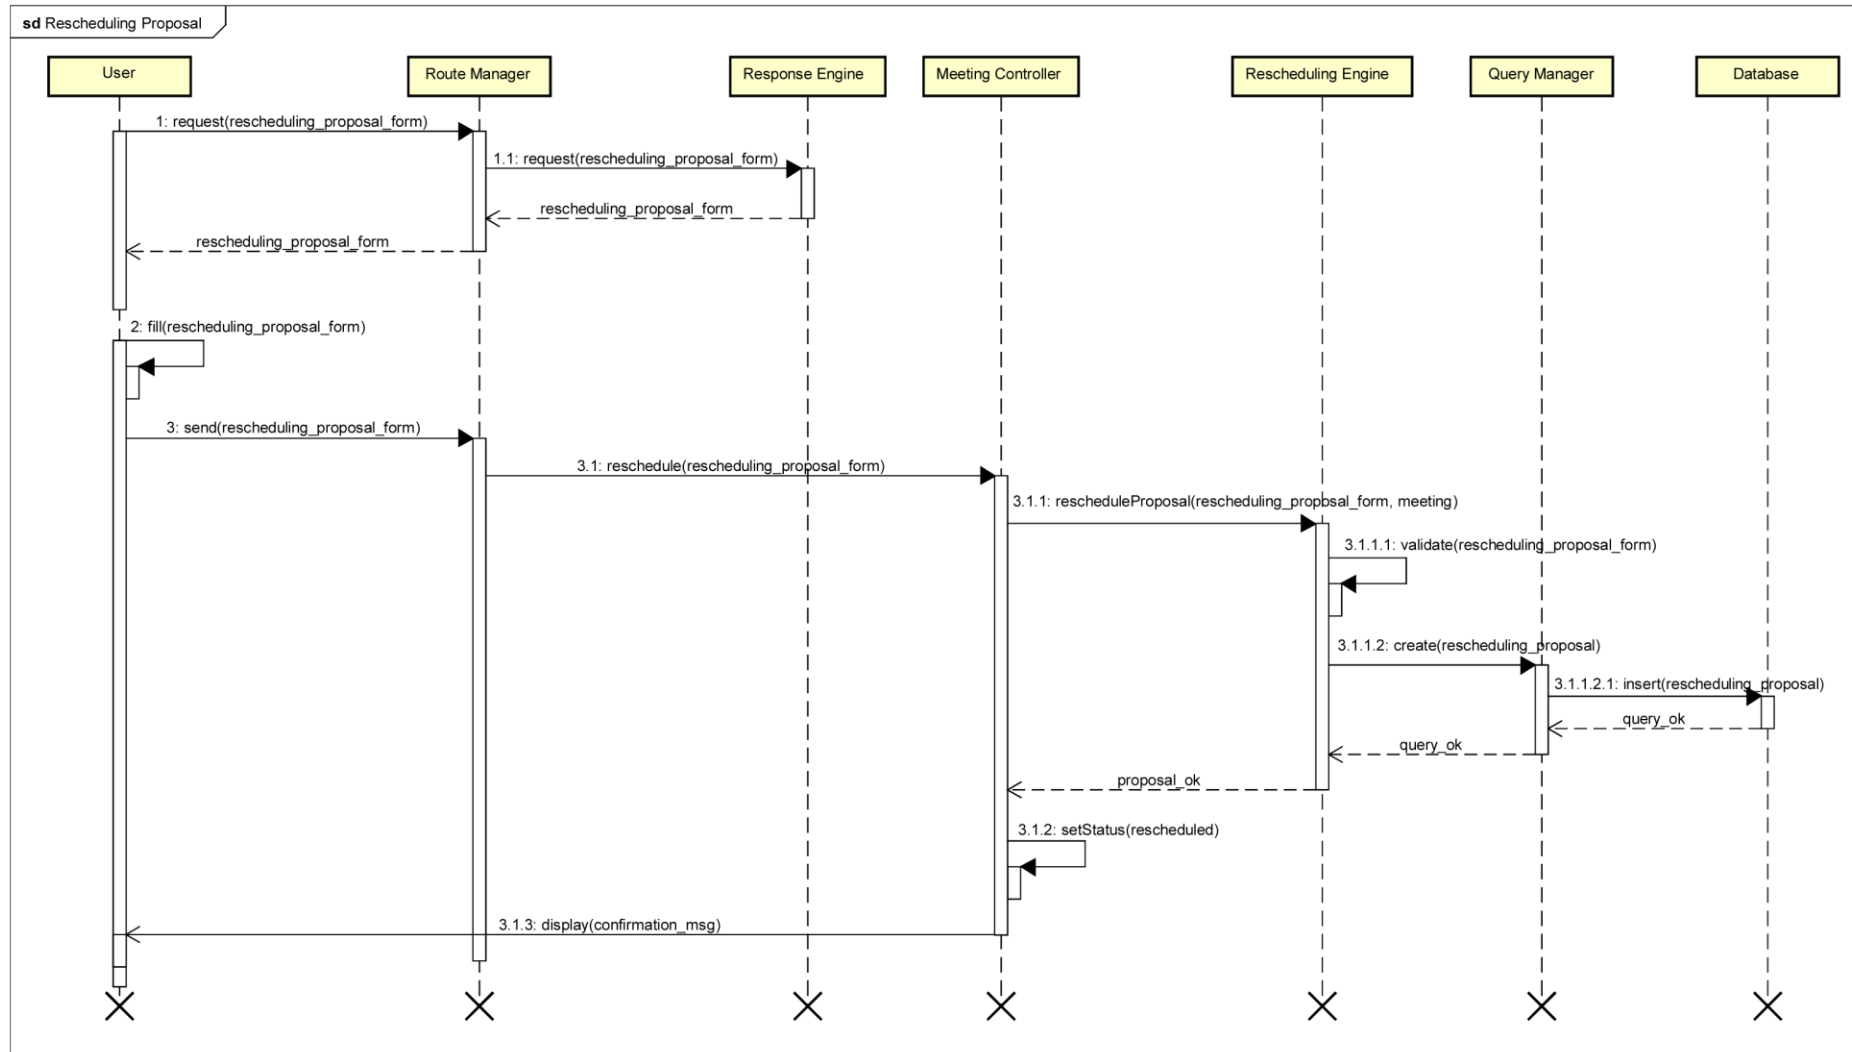 sd Rescheduling Proposal
User
Route Manager
Response Engine
Meeting Controller
Rescheduling Engine
Query Manager
Database
1: request(rescheduling_proposal_form)
1.1: request(rescheduling_proposal_form)
rescheduling_proposal_form
rescheduling_proposal_form
2: fill(rescheduling_proposal_form)
3: send(rescheduling_proposal_form)
3.1: reschedule(rescheduling_proposal_form)
3.1.1: rescheduleProposal(rescheduling_proposal_form, meeting)
3.1.1.1: validate(rescheduling_proposal_form)
3.1.1.2: create(rescheduling_proposal)
3.1.1.2.1: insert(rescheduling_proposal)
query_ok
query_ok
proposal_ok
3.1.2: setStatus(rescheduled)
3.1.3: display(confirmation_msg)